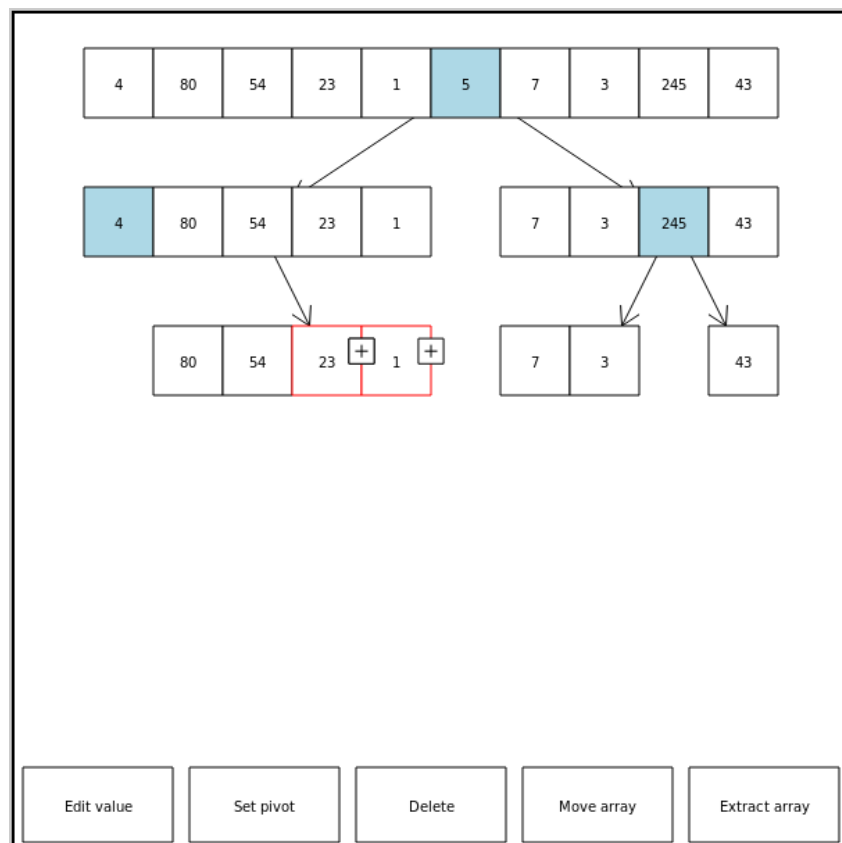 4 80 54 23 1 5 7 3 245 43
4 80 54 23 1 7 3 245 43
80 54 23 + 1 + 7 3 43
Edit value Set pivot Delete Move array Extract array